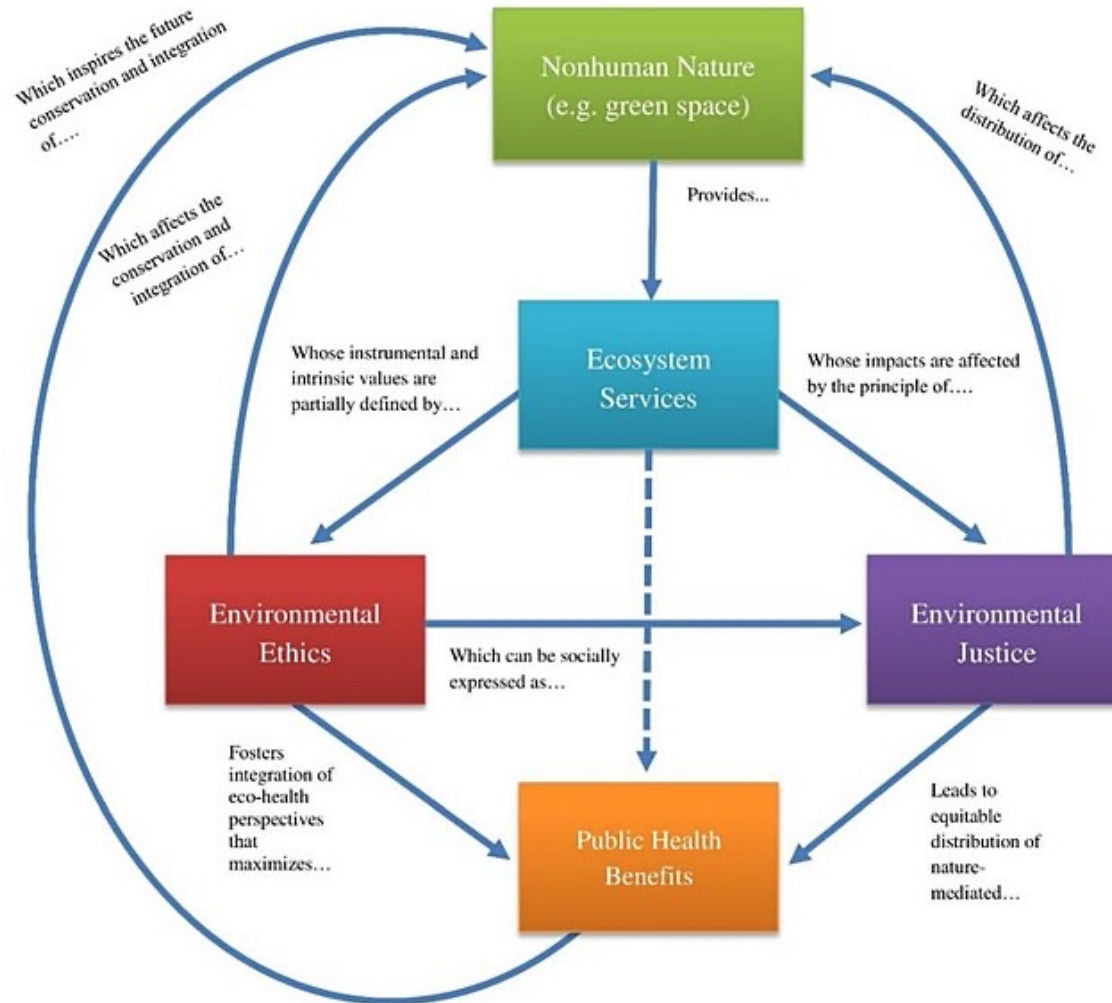 Which inspires the future
conservation and integration
of….
Nonhuman Nature
(e.g. green space)
Which affects the
distribution of…
Provides...
Which affects the
conservation and
integration of…
Whose instrumental and
intrinsic values are
partially defined by…
Ecosystem
Services
Whose impacts are affected
by the principle of….
Environmental
Ethics
Which can be socially
expressed as…
Environmental
Justice
Fosters
integration of
eco-health
perspectives
that
maximizes…
Public Health
Benefits
Leads to
equitable
distribution of
nature-
mediated…